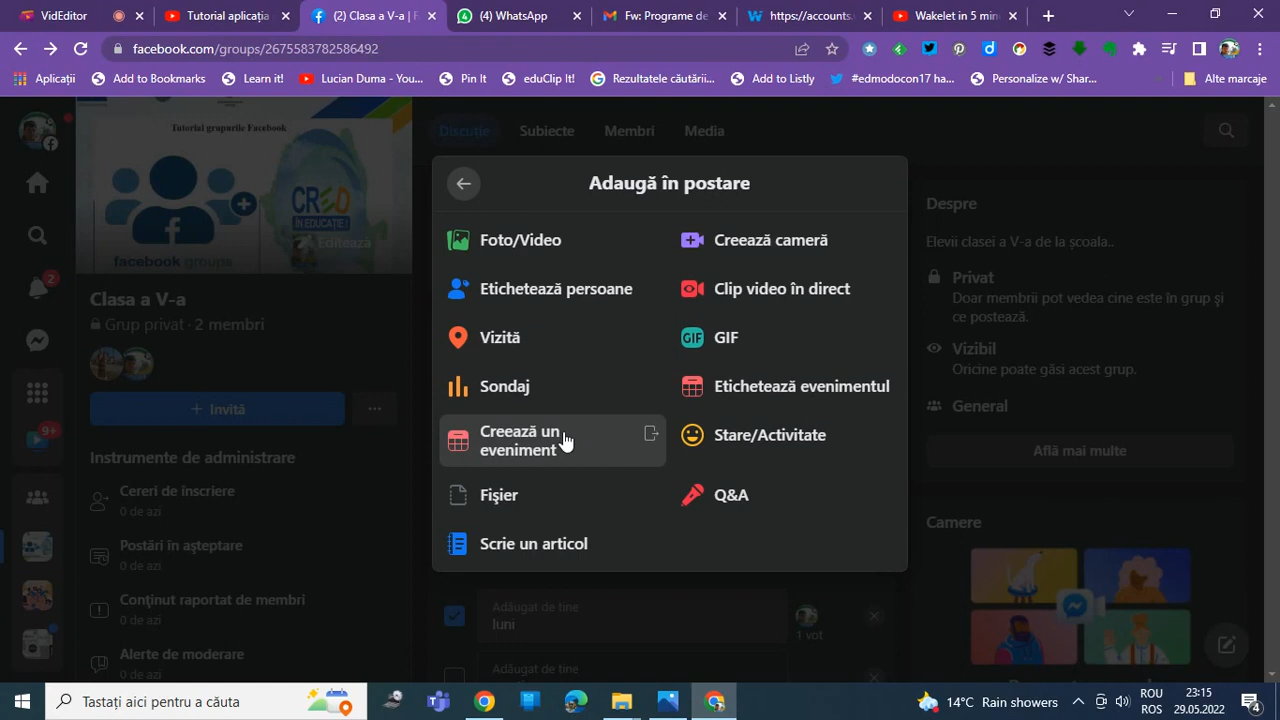 VidEditor
Tutorial aplicația
(2) Clasa a V-a | F
(4) WhatsApp
Fw: Programe de
https://accounts.
Wakelet in 5 min
facebook.com/groups/2675583782586492
Aplicații
Add to Bookmarks
Learn it!
Lucian Duma - You...
Pin It
eduClip It!
Rezultatele căutării...
Add to Listly
#edmodocon17 ha...
Personalize w/ Shar...
Alte marcaje
Tutorial grupurile Facebook
CRED
ÎN EDUCAȚIE!
Editează
facebook groups
Discuție
Subiecte
Membri
Media
Adaugă în postare
Foto/Video
Creează cameră
Etichetează persoane
Clip video în direct
Vizită
GIF
Sondaj
Etichetează evenimentul
Creează un
eveniment
Stare/Activitate
Fișier
Q&A
Scrie un articol
Clasa a V-a
Grup privat · 2 membri
Invită
Instrumente de administrare
Cereri de înscriere
0 de azi
Postări în așteptare
0 de azi
Conținut raportat de membri
0 de azi
Alerte de moderare
0 de azi
2
9+
Adăugat de tine
luni
1 vot
Adăugat de tine
Despre
Elevii clasei a V-a de la școala..
Privat
Doar membrii pot vedea cine este în grup și
ce postează.
Vizibil
Oricine poate găsi acest grup.
General
Află mai multe
Camere
Tastați aici pentru a căuta
14°C Rain showers
ROU
ROS
23:15
29.05.2022
4